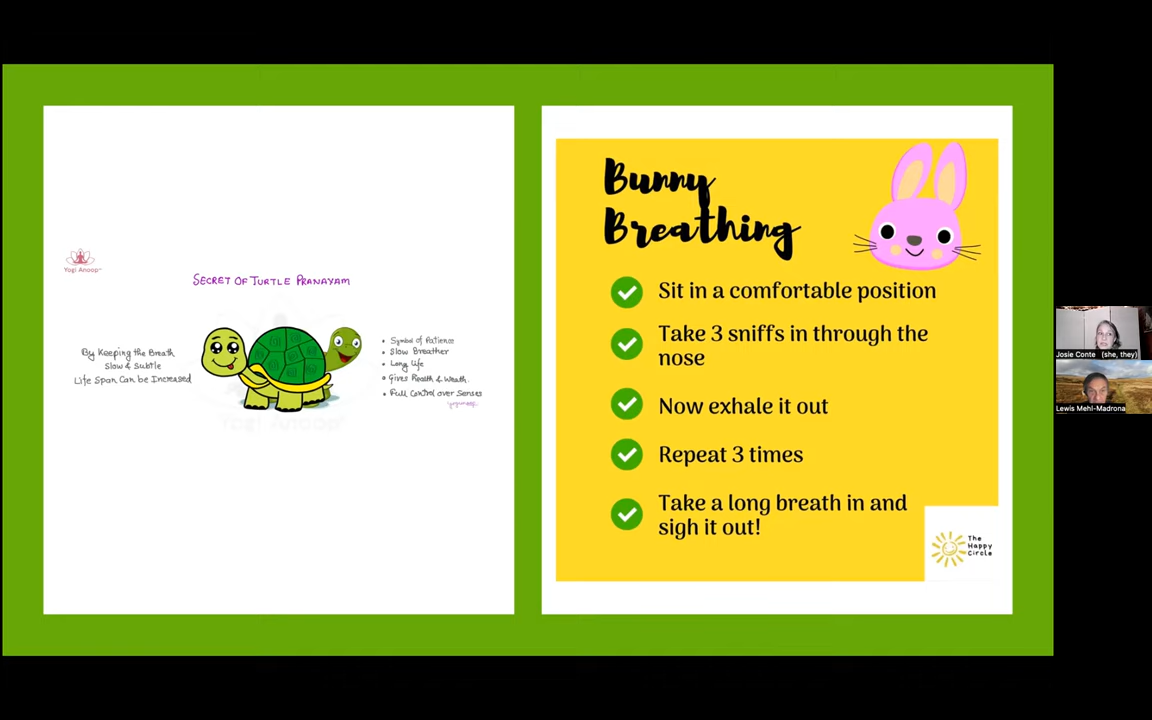 Yogi Anoop
SECRET OF TURTLE PRANAYAM
By Keeping the Breath
Slow & Subtle
Life Span Can be Increased
• Symbol of Patience
• Slow Breather
• Long Life
• Gives Health & Wealth.
• Full Control over Senses
Yogi Anoop
Bunny
Breathing
Sit in a comfortable position
Take 3 sniffs in through the
nose
Now exhale it out
Repeat 3 times
Take a long breath in and
sigh it out!
The
Happy
Circle
Josie Conte (she, they)
Lewis Mehl-Madrona